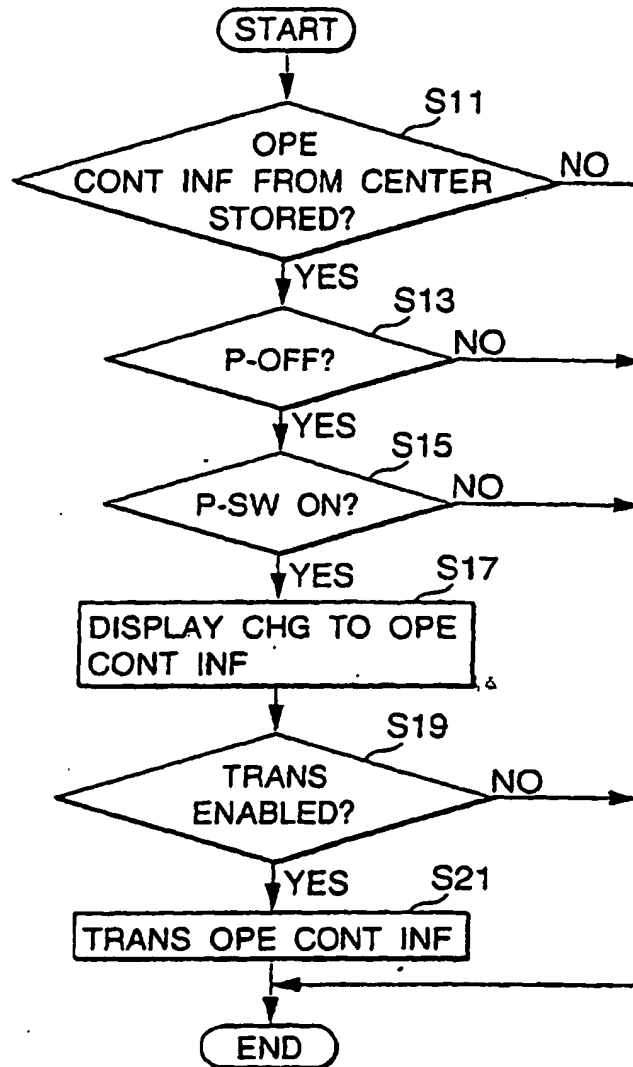 START
S11
OPE
CONT INF FROM CENTER
STORED?
NO
YES
S13
P-OFF?
NO
YES
S15
P-SW ON?
NO
YES
S17
DISPLAY CHG TO OPE
CONT INF
S19
TRANS
ENABLED?
NO
YES
S21
TRANS OPE CONT INF
END